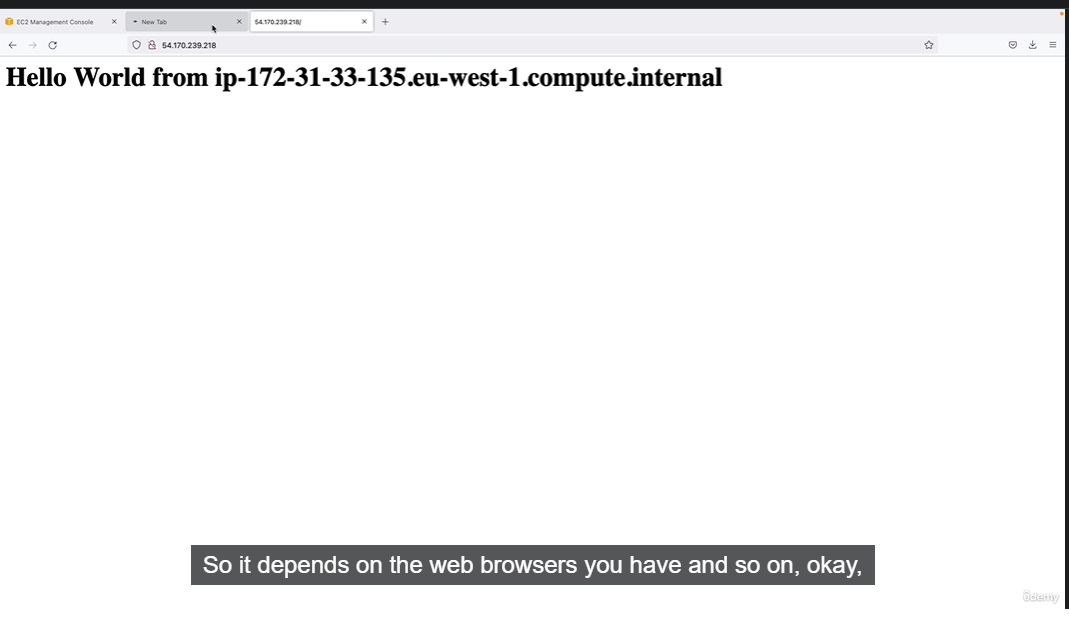 EC2 Management Console
New Tab
54.170.239.218/
54.170.239.218
Hello World from ip-172-31-33-135.eu-west-1.compute.internal
So it depends on the web browsers you have and so on, okay,
ûdemy